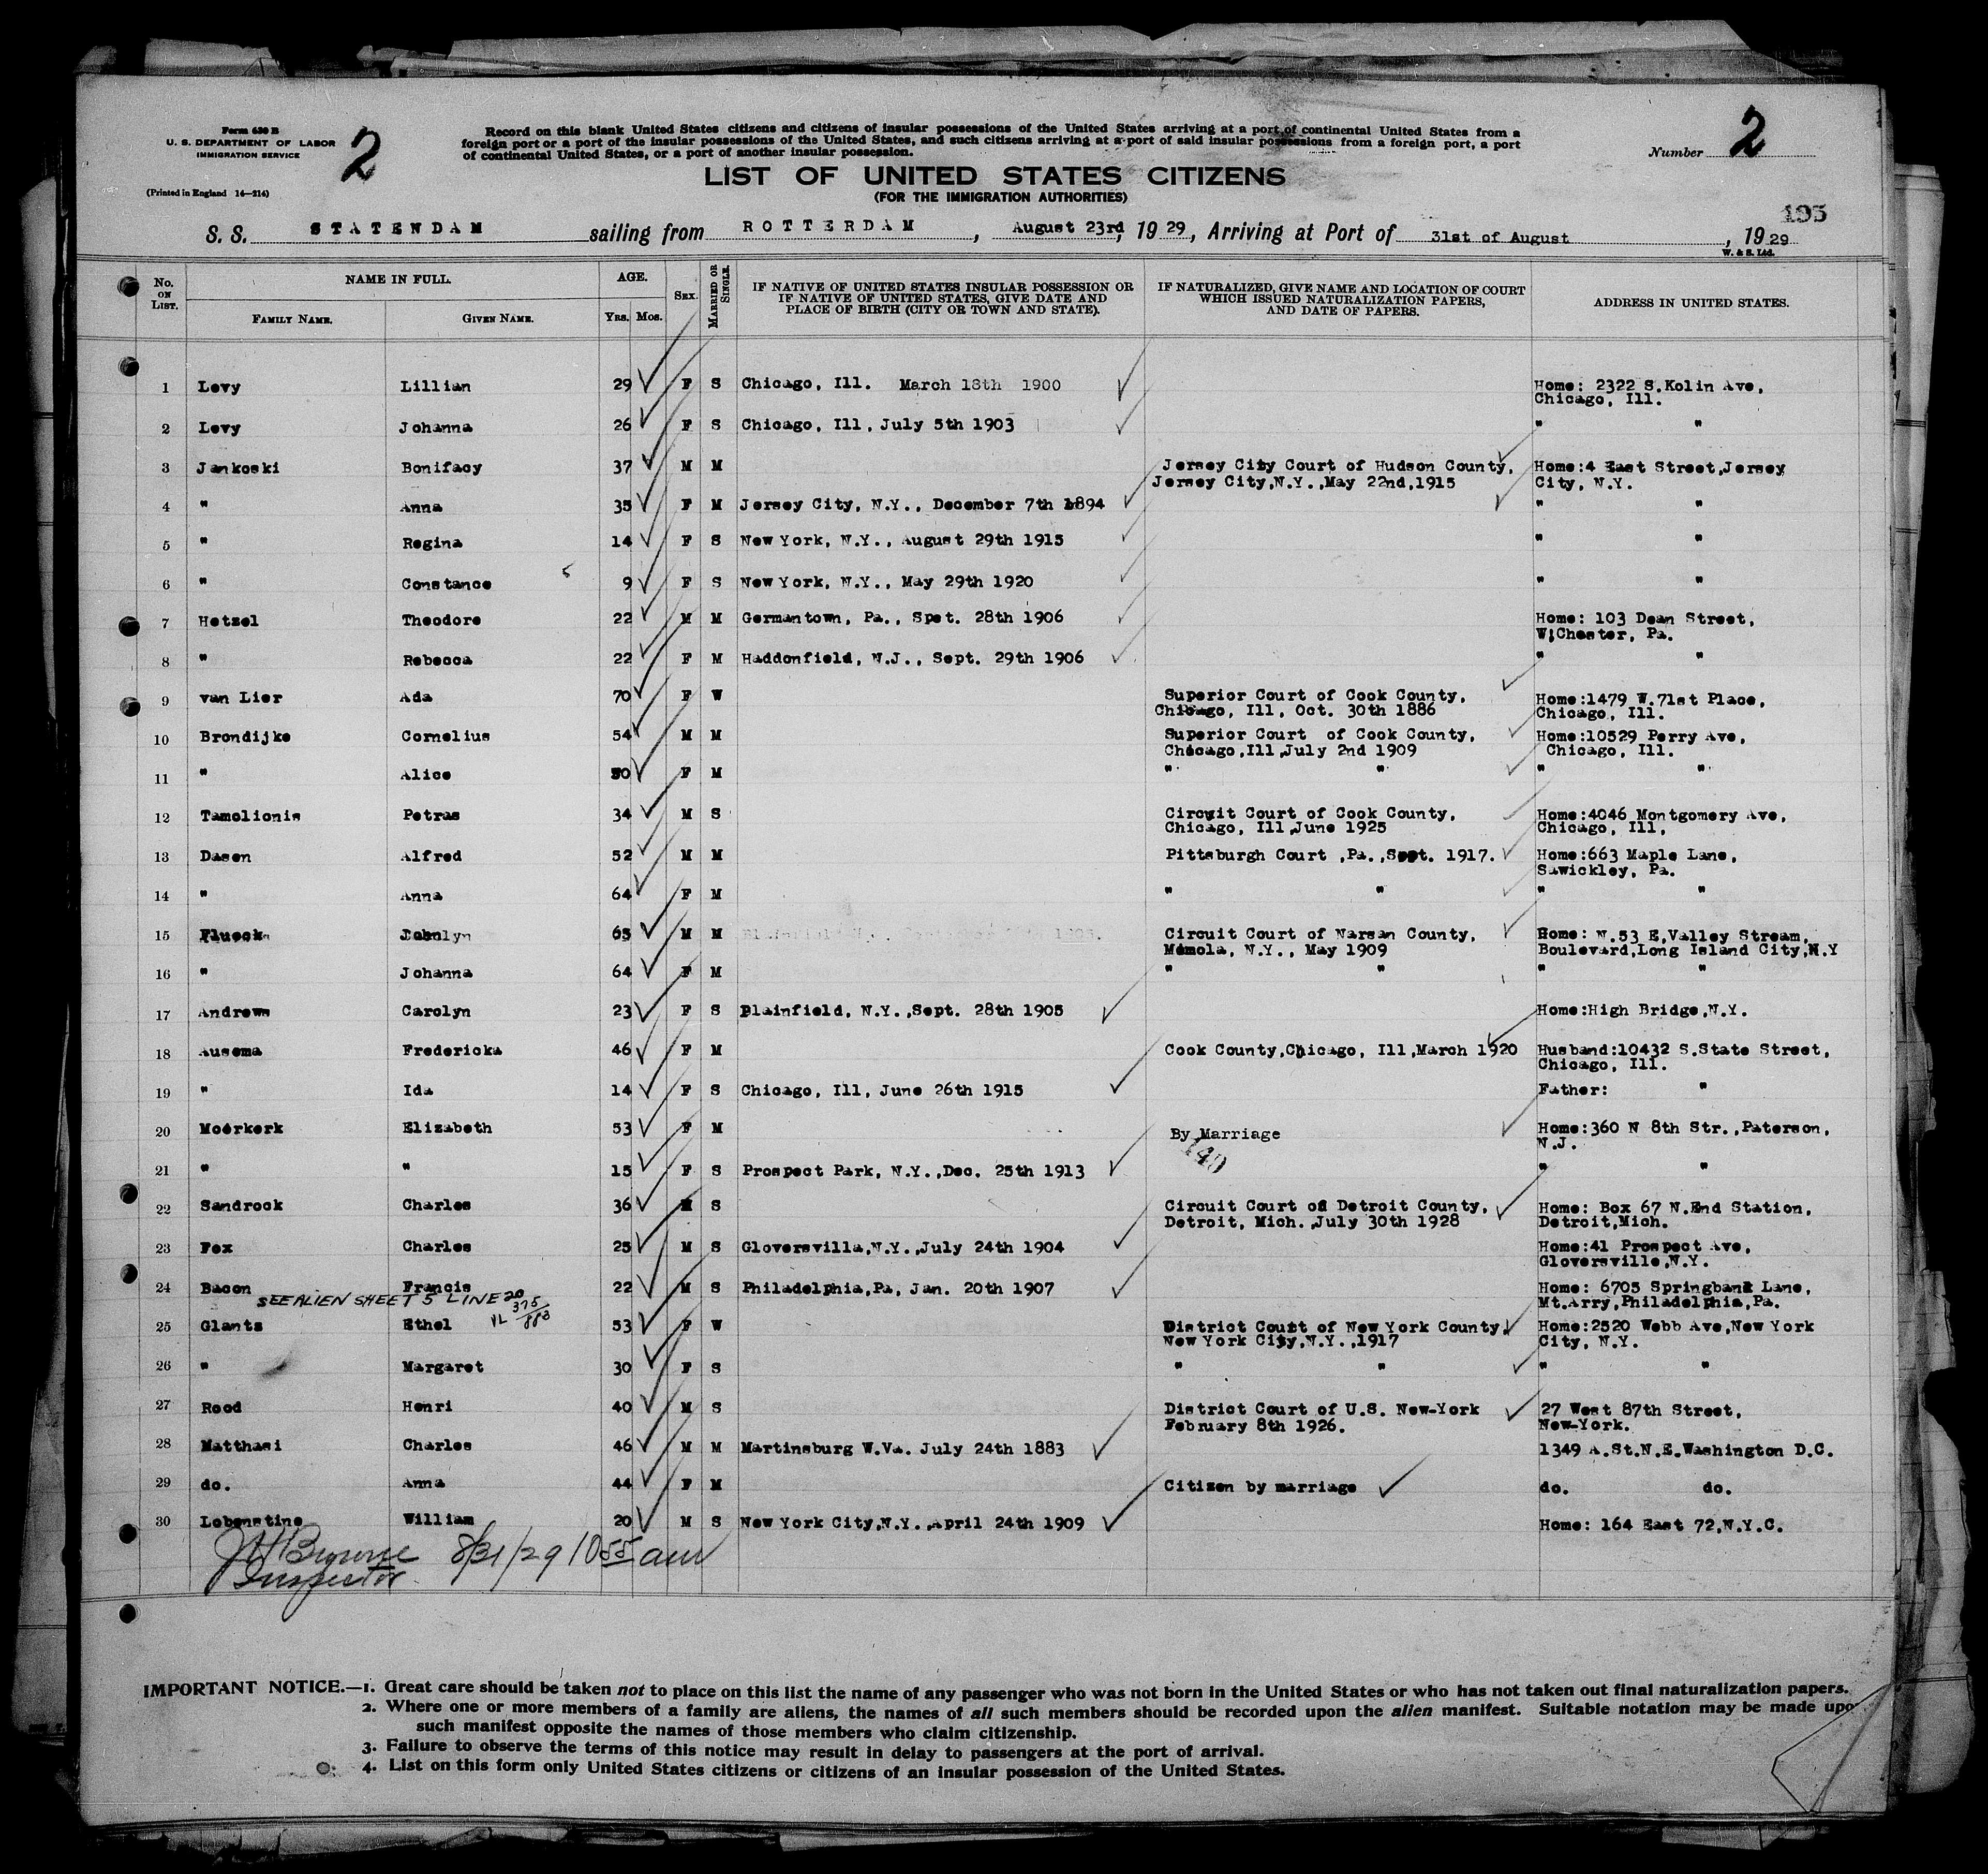 Form 630 B
U. S. DEPARTMENT OF LABOR
IMMIGRATION SERVICE
(Printed in England 14—214)
2
Record on this blank United States citizens and citizens of insular possessions of the United States arriving at a port of continental United States from a
foreign port or a port of the insular possessions of the United States, and such citizens arriving at a port of said insular possessions from a foreign port, a port
of continental United States, or a port of another insular possession.
Number 2
LIST OF UNITED STATES CITIZENS
(FOR THE IMMIGRATION AUTHORITIES)
193
S. S. STATENDAM sailing from ROTTERDAM, August 23rd, 1929, Arriving at Port of 31st of August, 1929
W. & S. Ltd.
No. ON LIST. NAME IN FULL. FAMILY NAME. GIVEN NAME. AGE. YRS. MOS. SEX. MARRIED OR SINGLE. IF NATIVE OF UNITED STATES INSULAR POSSESSION OR IF NATIVE OF UNITED STATES, GIVE DATE AND PLACE OF BIRTH (CITY OR TOWN AND STATE). IF NATURALIZED, GIVE NAME AND LOCATION OF COURT WHICH ISSUED NATURALIZATION PAPERS, AND DATE OF PAPERS. ADDRESS IN UNITED STATES.
1 Levy Lillian 29 F S Chicago, Ill. March 18th 1900 Home: 2322 S.Kolin Ave,
Chicago, Ill.
2 Levy Johanna 26 F S Chicago, Ill, July 5th 1903 " "
3 Jankoski Bonifacy 37 M M Jersey City Court of Hudson County, Home:4 East Street,Jersey
Jersey City,N.Y.,May 22nd,1915 City, N.Y.
4 " Anna 35 F M Jersey City, N.Y., December 7th 1894 " "
5 " Regina 14 F S New York, N.Y., August 29th 1915 " "
6 " Constance 9 F S New York, N.Y., May 29th 1920 " "
7 Hetzel Theodore 22 M M Germantown, Pa., Spet. 28th 1906 Home: 103 Dean Street,
W;Chester, Pa.
8 " Rebecca 22 F M Haddonfield, N.J., Sept. 29th 1906 " "
9 van Lier Ada 70 F W Superior Court of Cook County, Home:1479 W.71st Place,
Chicago, Ill, Oct. 30th 1886 Chicago, Ill.
10 Brondijke Cornelius 54 M M Superior Court of Cook County, Home:10529 Perry Ave,
Chicago,Ill,July 2nd 1909 Chicago, Ill.
11 " Alice 50 F M " " " "
12 Tamolionis Petras 34 M S Circuit Court of Cook County, Home:4046 Montgomery Ave,
Chicago, Ill,June 1925 Chicago, Ill,
13 Dasen Alfred 52 M M Pittsburgh Court ,Pa.,Sept. 1917. Home:663 Maple Lane,
Sawickley, Pa.
14 " Anna 64 F M " " " "
15 Flueck 65 M M Circuit Court of Narsan County, Home: N.53 E,Valley Stream,
Memola, N.Y., May 1909 Boulevard,Long Island City,N.Y
16 " Johanna 64 F M " " " "
17 Andrews Carolyn 23 F S Plainfield, N.Y.,Sept. 28th 1905 Home:High Bridge,N.Y.
18 Ausema Fredericka 46 F M Cook County,Chicago, Ill,March 1920 Husband:10432 S.State Street,
Chicago, Ill.
19 " Ida 14 F S Chicago, Ill, June 26th 1915 Father: "
20 Moerkerk Elizabeth 53 F M By Marriage Home:360 N 8th Str.,Paterson,
N.J.
140
21 " " 15 F S Prospect Park, N.Y.,Dec. 25th 1913 " "
22 Sandrock Charles 36 M S Circuit Court of Detroit County, Home: Box 67 N.End Station,
Detroit, Mich.,July 30th 1928 Detroit,Mich.
23 Fox Charles 25 M S Gloversvilla,N.Y.,July 24th 1904 Home:41 Prospect Ave,
Gloversville,N.Y.
24 Bacon Francis 22 M S Philadelphia,Pa, Jan. 20th 1907 Home: 6705 Springbank Lane,
Mt.Arry,Philadelphia,Pa.
SEE ALIEN SHEET 5 LINE 20
VL 375/883
25 Glantz Ethel 53 F W District Court of New York County, Home:2520 Webb Ave,New York
New York City,N.Y.,1917 City, N.Y.
26 " Margaret 30 F S " " " "
27 Rood Henri 40 M S District Court of U.S. New-York 27 West 87th Street,
February 8th 1926. New-York.
28 Matthaei Charles 46 M M Martinsburg W.Va. July 24th 1883 1349 A.St.N.E.Washington D.C.
29 do. Anna 44 F M Citizen by marriage do. do.
30 Lobenstine William 20 M S New York City,N.Y.,April 24th 1909 Home: 164 East 72,N.Y.C.
J H Browne 8/31/29 10 55 am
Inspector
IMPORTANT NOTICE.—1. Great care should be taken not to place on this list the name of any passenger who was not born in the United States or who has not taken out final naturalization papers.
2. Where one or more members of a family are aliens, the names of all such members should be recorded upon the alien manifest. Suitable notation may be made upon
such manifest opposite the names of those members who claim citizenship.
3. Failure to observe the terms of this notice may result in delay to passengers at the port of arrival.
4. List on this form only United States citizens or citizens of an insular possession of the United States.